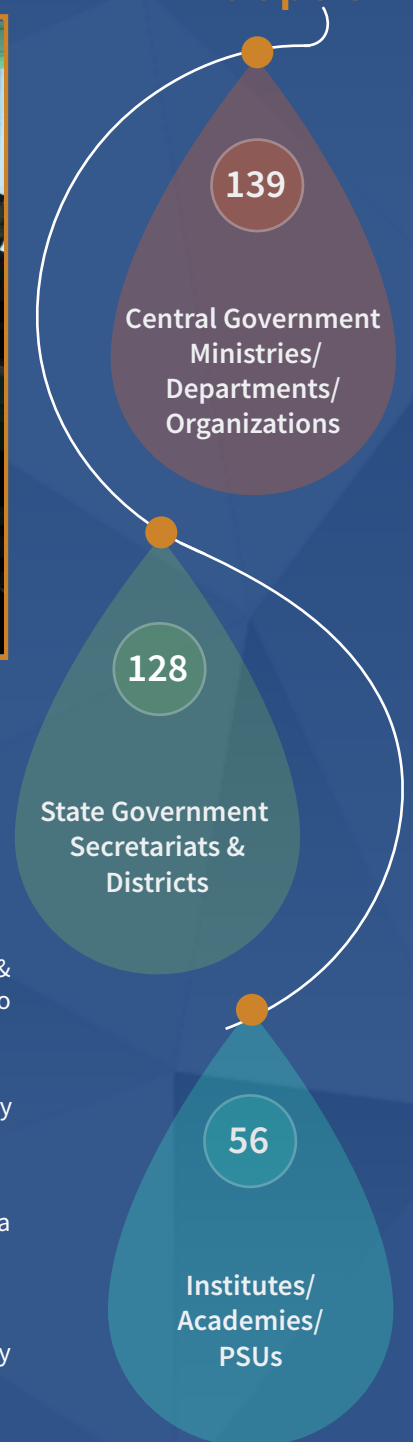 139
Central Government
Ministries/
Departments/
Organizations
128
State Government
Secretariats &
Districts
&
o
y
a
y
56
Institutes/
Academies/
PSUs